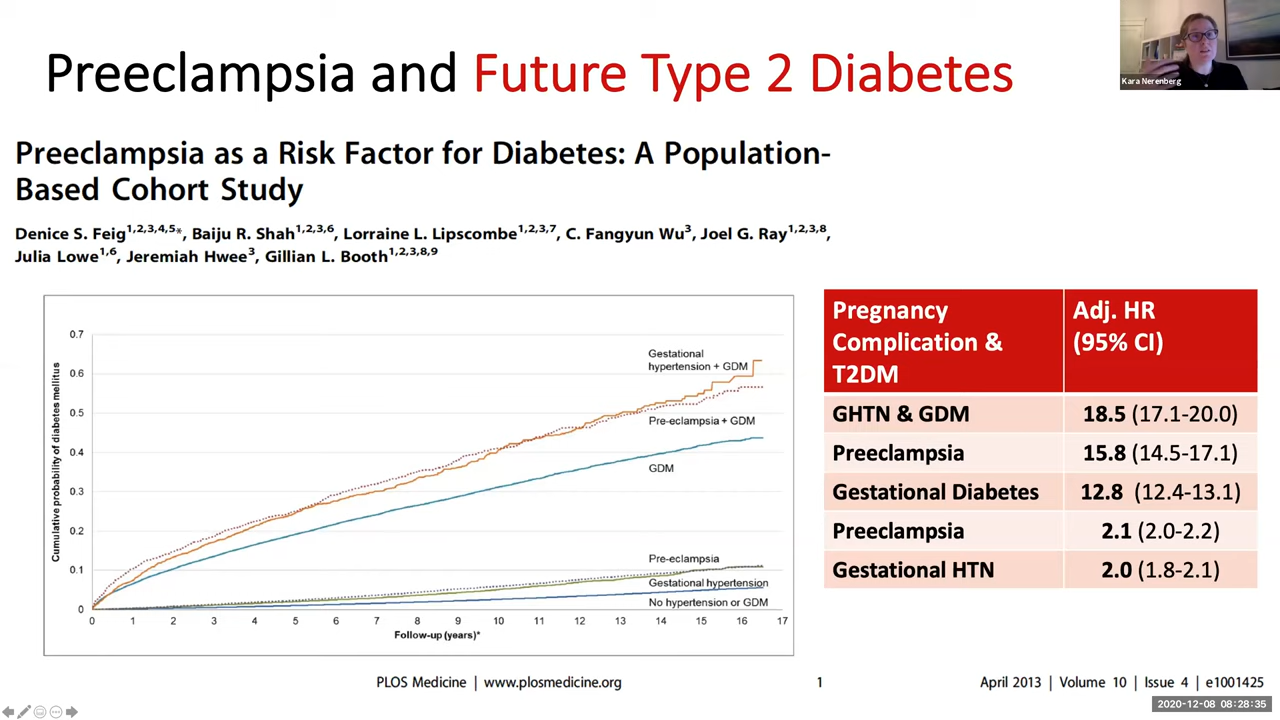 Preeclampsia and Future Type 2 Diabetes
Kara Nerenberg
Preeclampsia as a Risk Factor for Diabetes: A Population-
Based Cohort Study
Denice S. Feig1,2,3,4,5*, Baiju R. Shah1,2,3,6, Lorraine L. Lipscombe1,2,3,7, C. Fangyun Wu3, Joel G. Ray1,2,3,8,
Julia Lowe1,6, Jeremiah Hwee3, Gillian L. Booth1,2,3,8,9
Cumulative probability of diabetes mellitus
0.7
0.6
0.5
0.4
0.3
0.2
0.1
0
Gestational
hypertension + GDM
Pre-eclampsia + GDM
GDM
Pre-eclampsia
Gestational hypertension
No hypertension or GDM
0 1 2 3 4 5 6 7 8 9 10 11 12 13 14 15 16 17
Follow-up (years)*
Pregnancy Complication & T2DM Adj. HR (95% CI)
GHTN & GDM 18.5 (17.1-20.0)
Preeclampsia 15.8 (14.5-17.1)
Gestational Diabetes 12.8 (12.4-13.1)
Preeclampsia 2.1 (2.0-2.2)
Gestational HTN 2.0 (1.8-2.1)
PLOS Medicine | www.plosmedicine.org 1 April 2013 | Volume 10 | Issue 4 | e1001425
2020-12-08 08:28:35